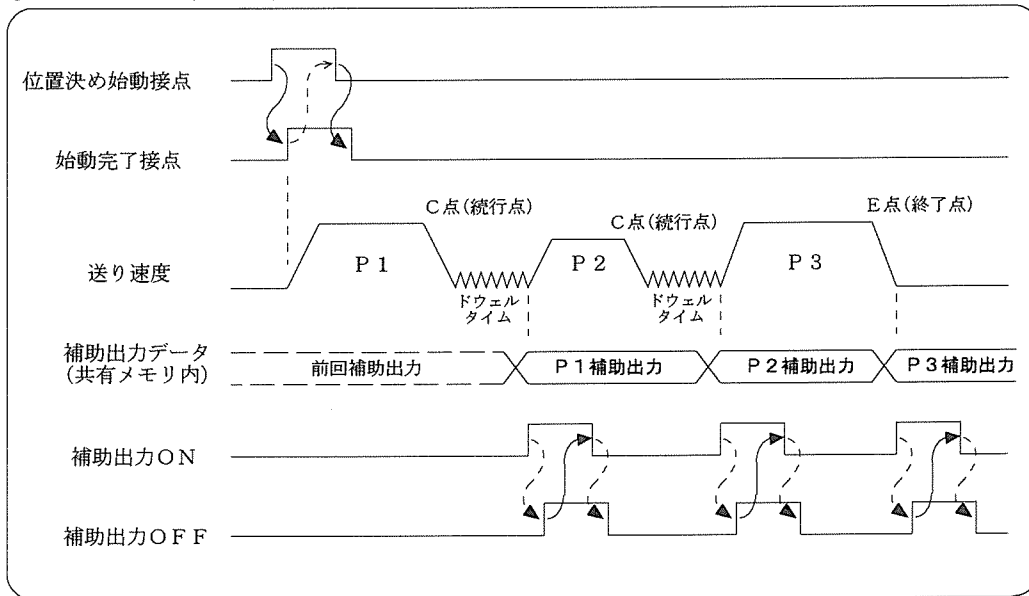 位置決め始動接点
始動完了接点
C点(続行点)
C点(続行点)
E点(終了点)
送り速度
P1
P2
P3
ドウェル
タイム
ドウェル
タイム
補助出力データ
(共有メモリ内)
前回補助出力
P1補助出力
P2補助出力
P3補助出力
補助出力ON
補助出力OFF